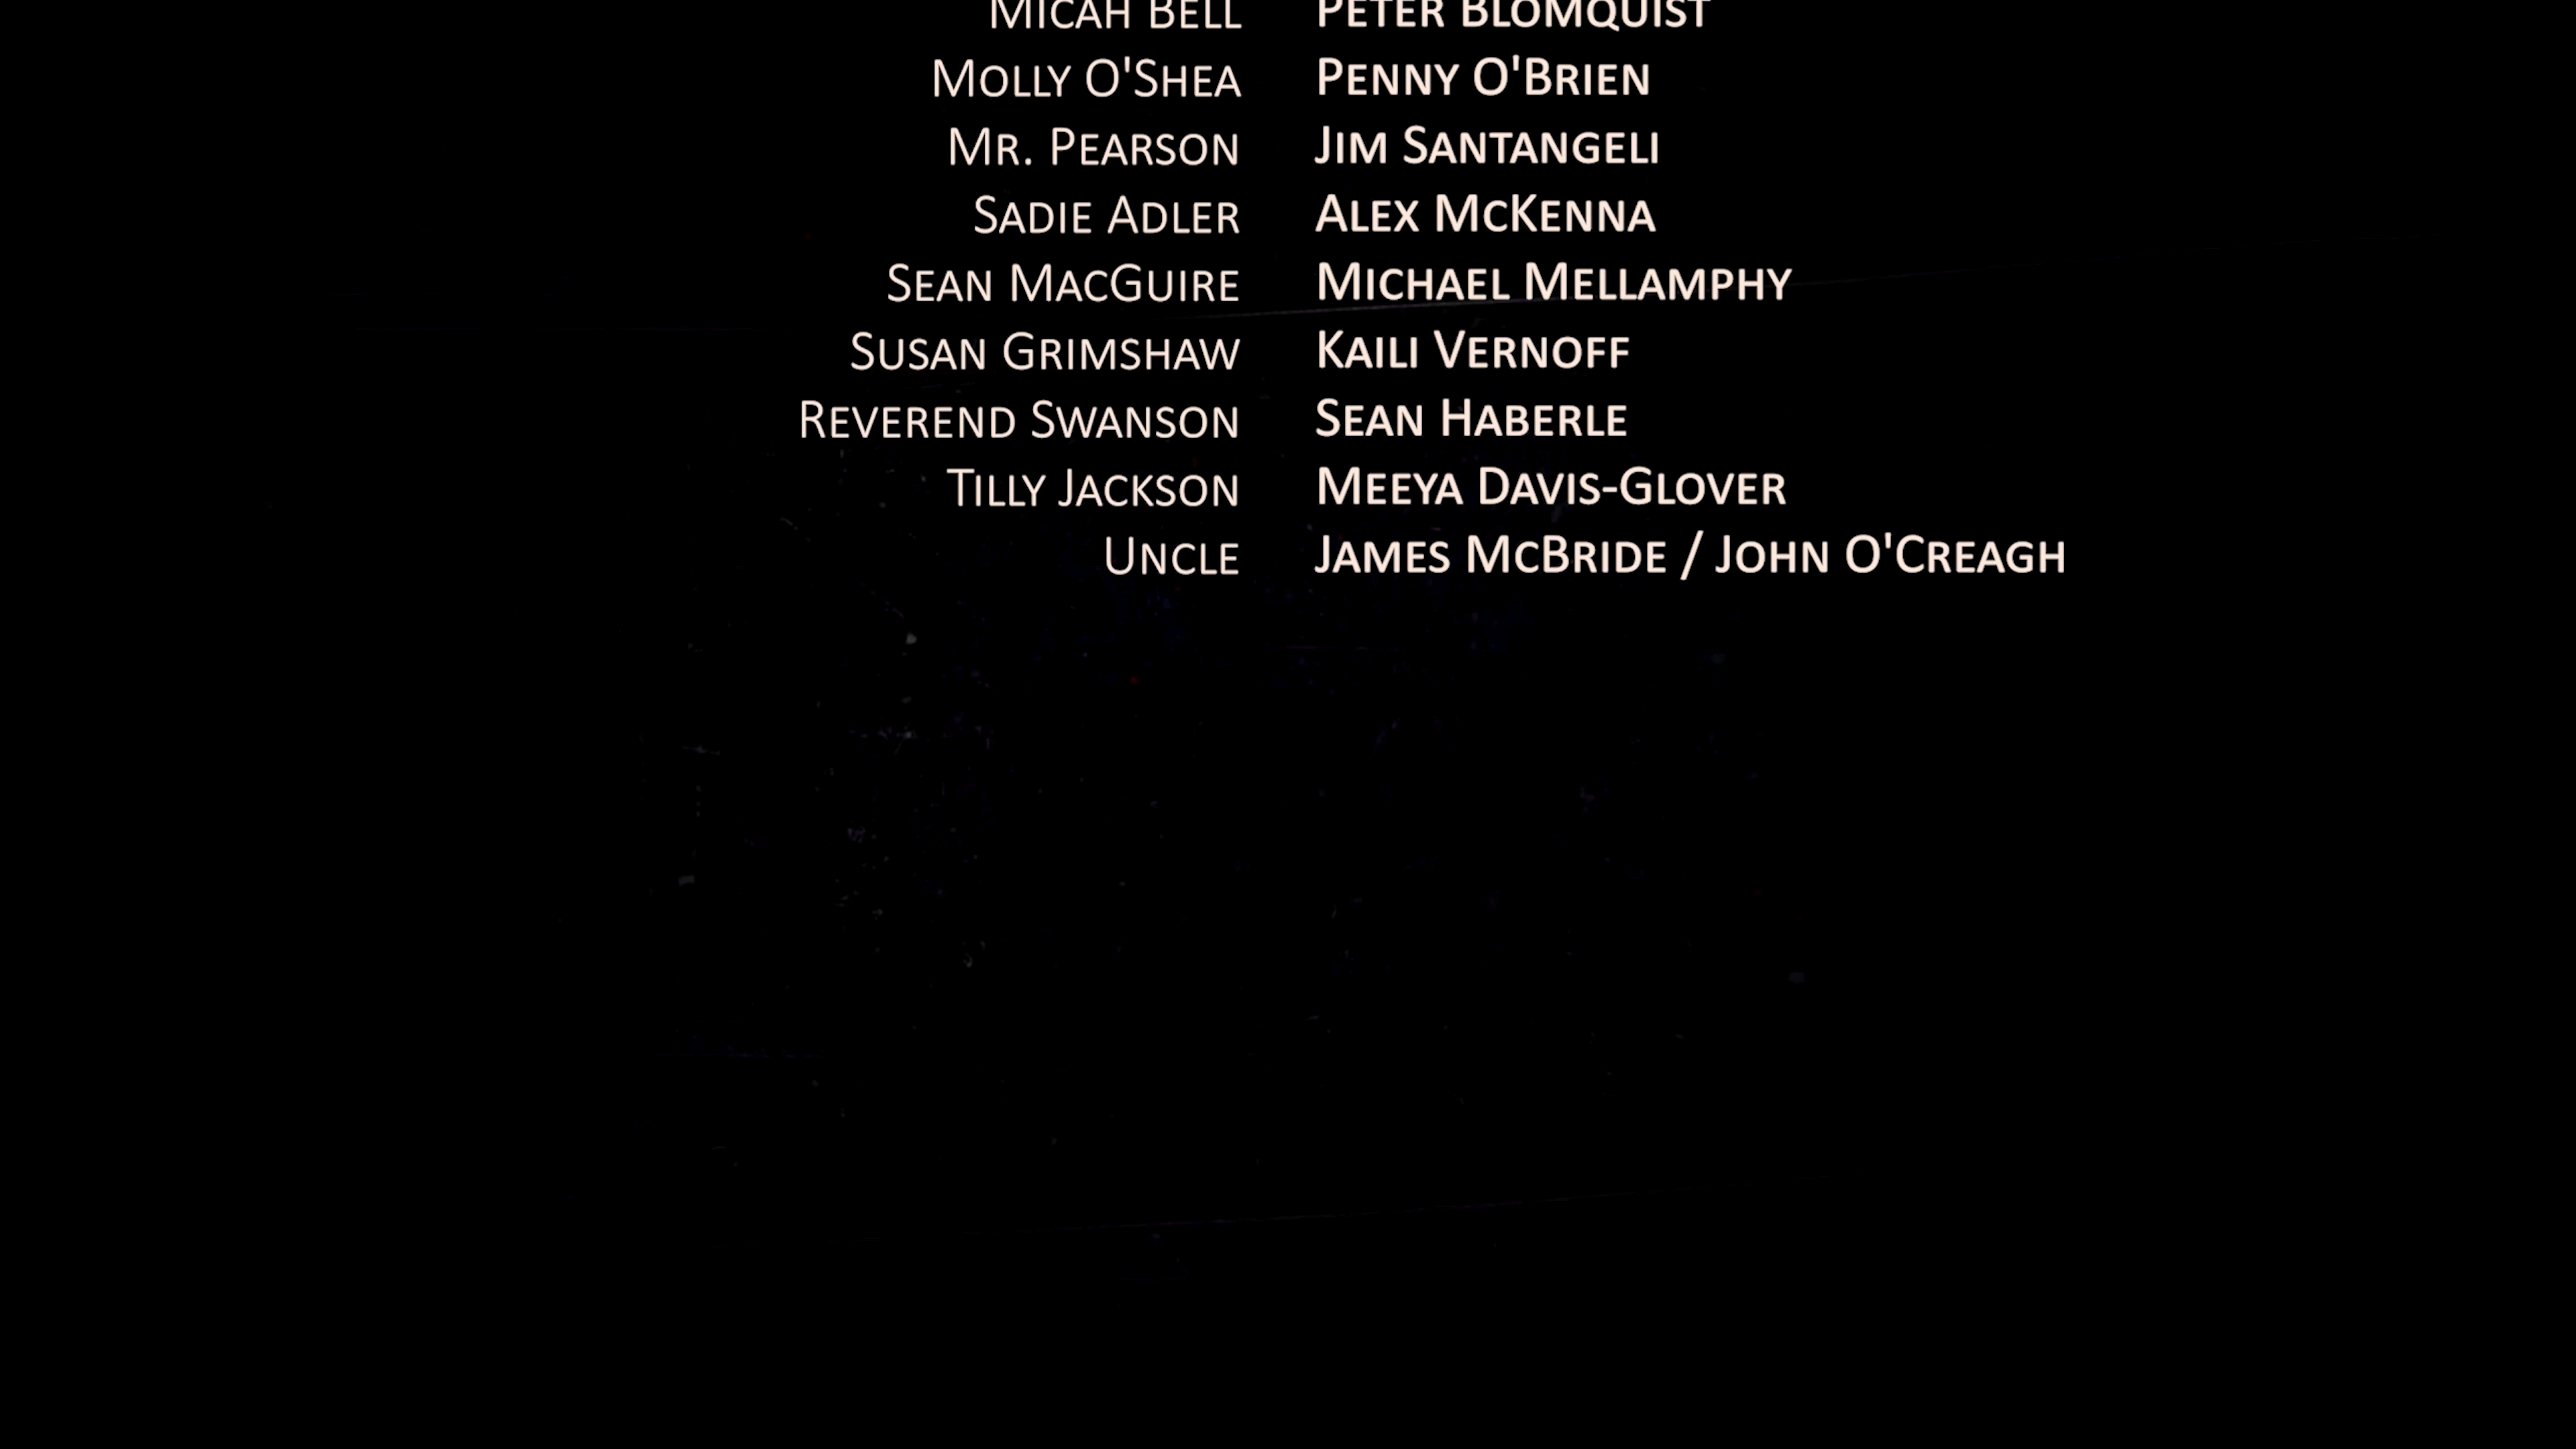 Micah Bell Peter Blomquist
Molly O'Shea Penny O'Brien
Mr. Pearson Jim Santangeli
Sadie Adler Alex McKenna
Sean MacGuire Michael Mellamphy
Susan Grimshaw Kaili Vernoff
Reverend Swanson Sean Haberle
Tilly Jackson Meeya Davis-Glover
Uncle James McBride / John O'Creagh